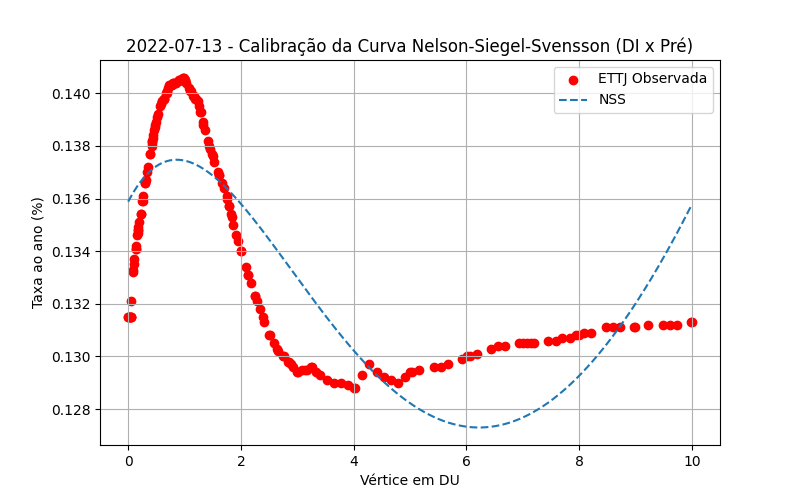 2022-07-13 - Calibração da Curva Nelson-Siegel-Svensson (DI x Pré)
ETTJ Observada
NSS
Taxa ao ano (%)
0.140
0.138
0.136
0.134
0.132
0.130
0.128
0 2 4 6 8 10
Vértice em DU